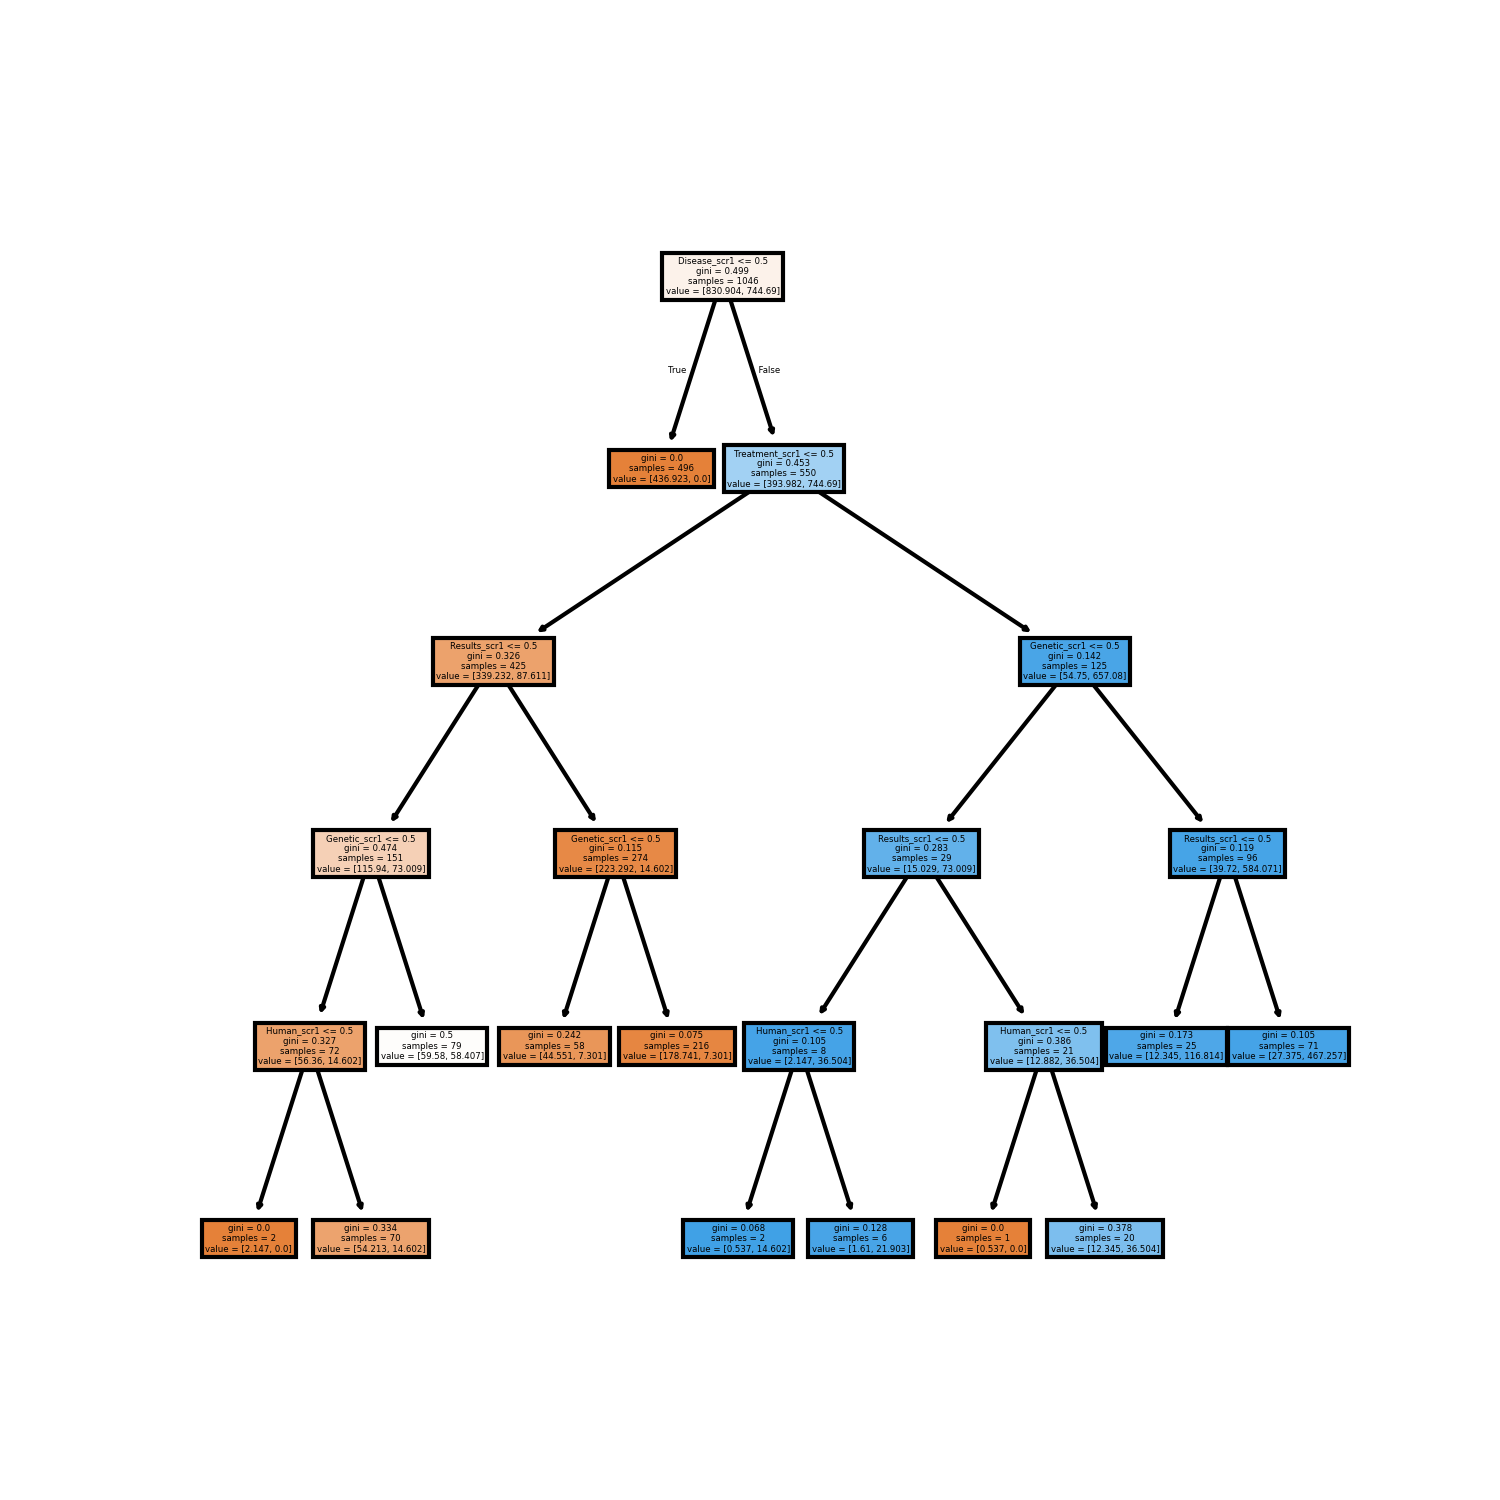 Disease_scr1 <= 0.5
gini = 0.499
samples = 1046
value = [830.904, 744.69]
True
False
gini = 0.0
samples = 496
value = [436.923, 0.0]
Treatment_scr1 <= 0.5
gini = 0.453
samples = 550
value = [393.982, 744.69]
Results_scr1 <= 0.5
gini = 0.326
samples = 425
value = [339.232, 87.611]
Genetic_scr1 <= 0.5
gini = 0.142
samples = 125
value = [54.75, 657.08]
Genetic_scr1 <= 0.5
gini = 0.474
samples = 151
value = [115.94, 73.009]
Genetic_scr1 <= 0.5
gini = 0.115
samples = 274
value = [223.292, 14.602]
Results_scr1 <= 0.5
gini = 0.283
samples = 29
value = [15.029, 73.009]
Results_scr1 <= 0.5
gini = 0.119
samples = 96
value = [39.72, 584.071]
Human_scr1 <= 0.5
gini = 0.327
samples = 72
value = [56.36, 14.602]
gini = 0.5
samples = 79
value = [59.58, 58.407]
gini = 0.242
samples = 58
value = [44.551, 7.301]
gini = 0.075
samples = 216
value = [178.741, 7.301]
Human_scr1 <= 0.5
gini = 0.105
samples = 8
value = [2.147, 36.504]
Human_scr1 <= 0.5
gini = 0.386
samples = 21
value = [12.882, 36.504]
gini = 0.173
samples = 25
value = [12.345, 116.814]
gini = 0.105
samples = 71
value = [27.375, 467.257]
gini = 0.0
samples = 2
value = [2.147, 0.0]
gini = 0.334
samples = 70
value = [54.213, 14.602]
gini = 0.068
samples = 2
value = [0.537, 14.602]
gini = 0.128
samples = 6
value = [1.61, 21.903]
gini = 0.0
samples = 1
value = [0.537, 0.0]
gini = 0.378
samples = 20
value = [12.345, 36.504]